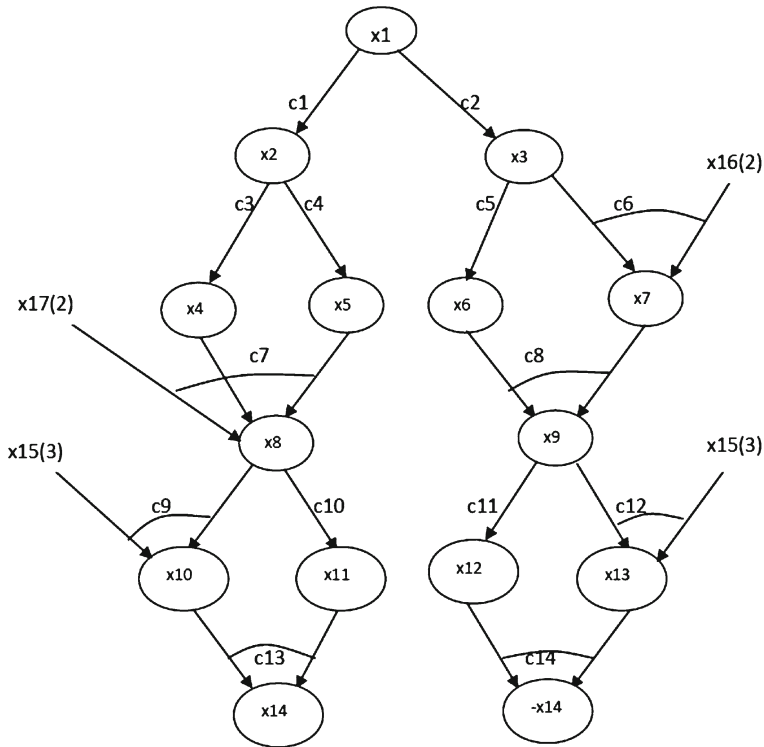 x1
c1
c2
x2
x3
x16(2)
c3
c4
c5
c6
x4
x5
x6
x7
x17(2)
c7
c8
x8
x9
x15(3)
x15(3)
c9
c10
c11
c12
x10
x11
x12
x13
c13
c14
x14
-x14